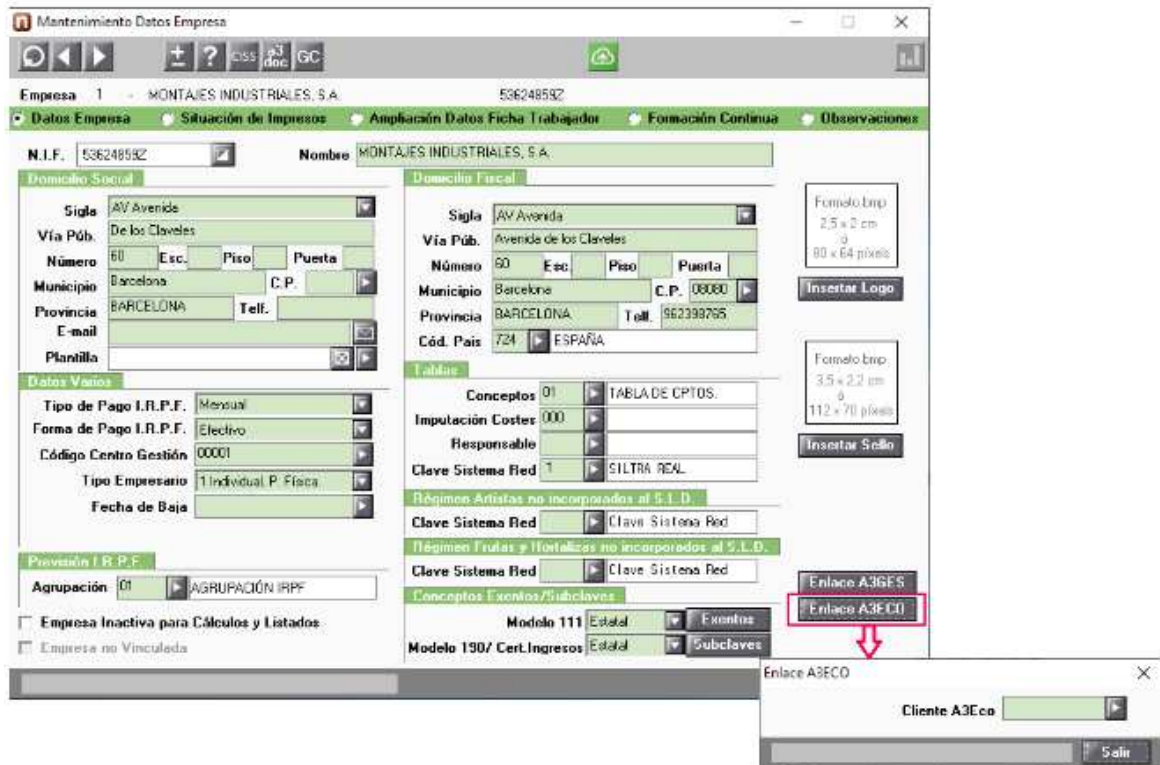 Mantenimiento Datos Empresa
± ? CISS a3 doc GC
Empresa 1 - MONTAJES INDUSTRIALES, S.A. 53624859Z
Datos Empresa Situación de Impresos Ampliación Datos Ficha Trabajador Formación Continua Observaciones
N.I.F. 53624859Z Nombre MONTAJES INDUSTRIALES, S.A.
Domicilio Social
Sigla AV Avenida
Vía Púb. De los Claveles
Número 60 Esc. Piso Puerta
Municipio Barcelona C.P.
Provincia BARCELONA Telf.
E-mail
Plantilla
Datos Varios
Tipo de Pago I.R.P.F. Mensual
Forma de Pago I.R.P.F. Efectivo
Código Centro Gestión 00001
Tipo Empresario 1 Individual. P. Física
Fecha de Baja
Previsión I.R.P.F.
Agrupación 01 AGRUPACIÓN IRPF
Empresa Inactiva para Cálculos y Listados
Empresa no Vinculada
Domicilio Fiscal
Sigla AV Avenida
Vía Púb. Avenida de los Claveles
Número 60 Esc. Piso Puerta
Municipio Barcelona C.P. 08080
Provincia BARCELONA Telf. 962398765
Cód. Pais 724 ESPAÑA
Tablas
Conceptos 01 TABLA DE CPTOS.
Imputación Costes 000
Responsable
Clave Sistema Red 1 SILTRA REAL
Régimen Artistas no incorporados al S.L.D.
Clave Sistema Red Clave Sistema Red
Régimen Frutas y Hortalizas no incorporados al S.L.D.
Clave Sistema Red Clave Sistema Red
Conceptos Exentos/Subclaves
Modelo 111 Estatal Exentos
Modelo 190/ Cert.Ingresos Estatal Subclaves
Formato bmp
2,5 x 2 cm
ó
80 x 64 píxels
Insertar Logo
Formato bmp
3,5 x 2,2 cm
ó
112 x 70 píxels
Insertar Sello
Enlace A3GES
Enlace A3ECO
Enlace A3ECO
Cliente A3Eco
Salir